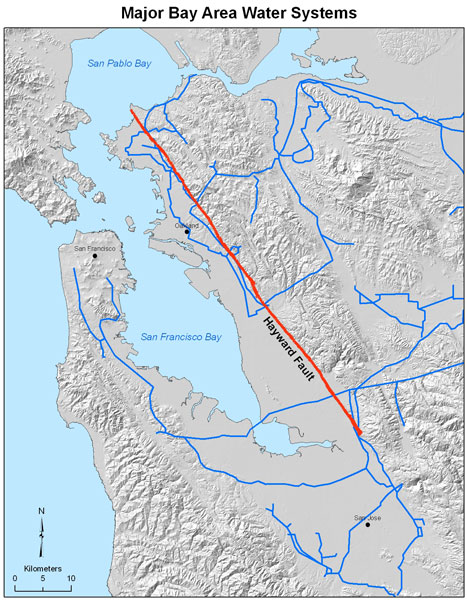 Major Bay Area Water Systems
San Pablo Bay
Oakland
San Francisco
San Francisco Bay
Hayward Fault
San Jose
N
Kilometers
0 5 10